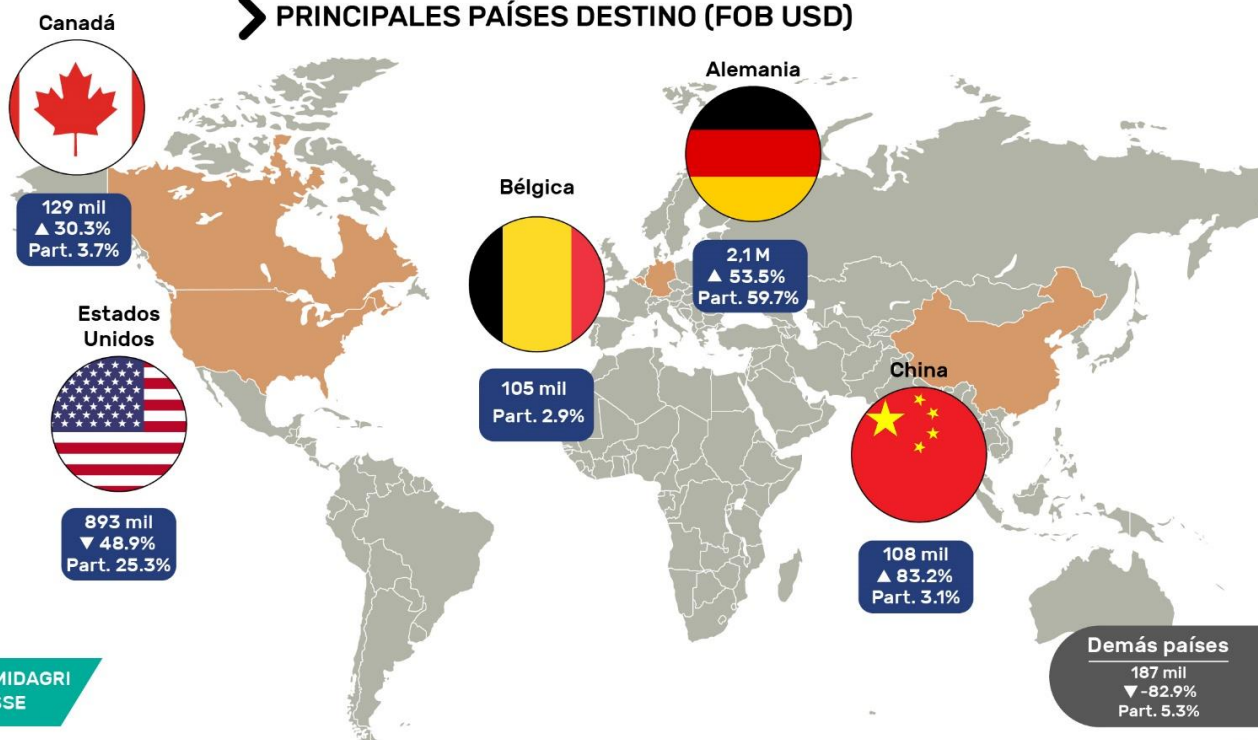 PRINCIPALES PAÍSES DESTINO (FOB USD)
Canadá
129 mil
▲ 30.3%
Part. 3.7%
Estados
Unidos
893 mil
▼ 48.9%
Part. 25.3%
Bélgica
105 mil
Part. 2.9%
Alemania
2,1 M
▲ 53.5%
Part. 59.7%
China
108 mil
▲ 83.2%
Part. 3.1%
Demás países
187 mil
▼-82.9%
Part. 5.3%
MIDAGRI